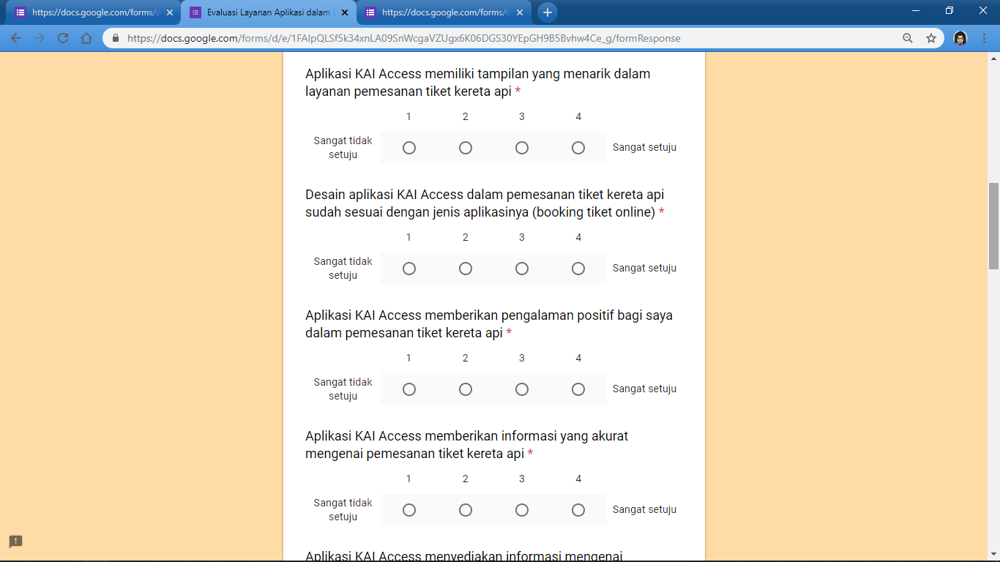 https://docs.google.com/forms/d
Evaluasi Layanan Aplikasi dalam
https://docs.google.com/forms/d
https://docs.google.com/forms/d/e/1FAIpQLSf5k34xnLA09SnWcgaVZUgx6K06DGS30YEpGH9B5Bvhw4Ce_g/formResponse
Aplikasi KAI Access memiliki tampilan yang menarik dalam
layanan pemesanan tiket kereta api *
1 2 3 4
Sangat tidak
setuju
Sangat setuju
Desain aplikasi KAI Access dalam pemesanan tiket kereta api
sudah sesuai dengan jenis aplikasinya (booking tiket online) *
1 2 3 4
Sangat tidak
setuju
Sangat setuju
Aplikasi KAI Access memberikan pengalaman positif bagi saya
dalam pemesanan tiket kereta api *
1 2 3 4
Sangat tidak
setuju
Sangat setuju
Aplikasi KAI Access memberikan informasi yang akurat
mengenai pemesanan tiket kereta api *
1 2 3 4
Sangat tidak
setuju
Sangat setuju
Aplikasi KAI Access menyediakan informasi mengenai